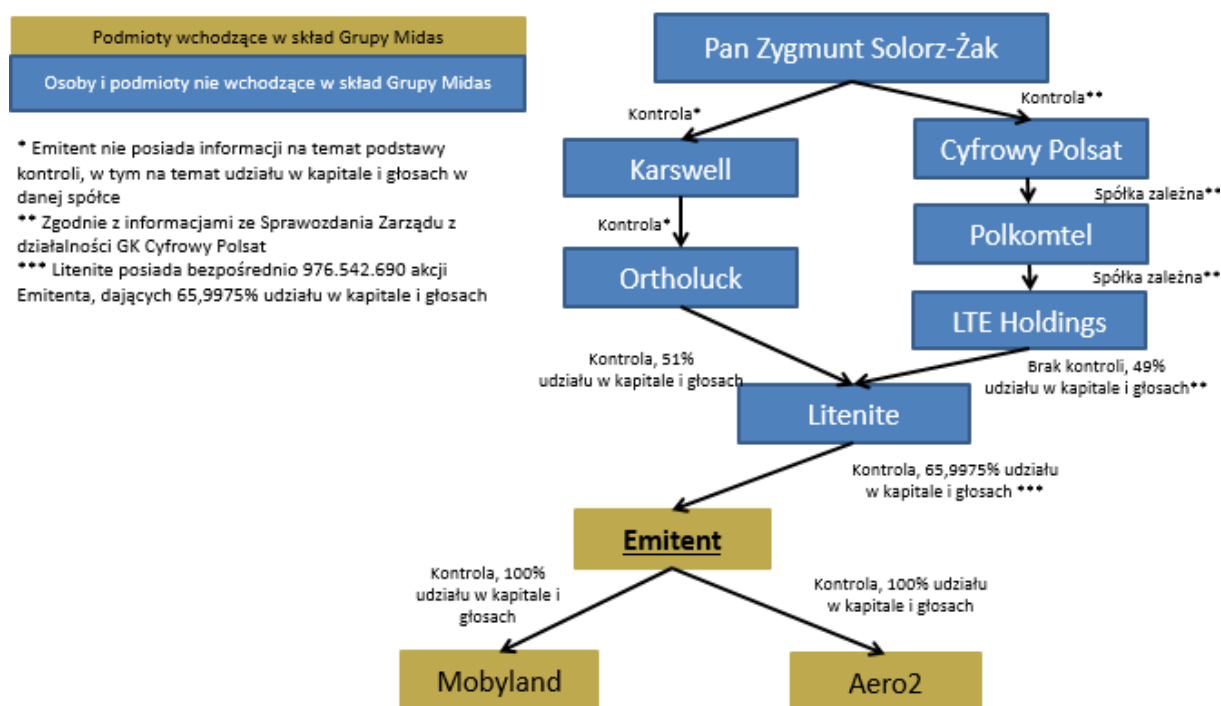 Podmioty wchodzące w skład Grupy Midas
Osoby i podmioty nie wchodzące w skład Grupy Midas
* Emitent nie posiada informacji na temat podstawy
kontroli, w tym na temat udziału w kapitale i głosach w
danej spółce
** Zgodnie z informacjami ze Sprawozdania Zarządu z
działalności GK Cyfrowy Polsat
*** Litenite posiada bezpośrednio 976.542.690 akcji
Emitenta, dających 65,9975% udziału w kapitale i głosach
Pan Zygmunt Solorz-Żak
Kontrola*
Kontrola**
Karswell
Cyfrowy Polsat
Kontrola*
Spółka zależna**
Ortholuck
Polkomtel
Spółka zależna**
LTE Holdings
Kontrola, 51%
udziału w kapitale i głosach
Brak kontroli, 49%
udziału w kapitale i głosach**
Litenite
Kontrola, 65,9975% udziału
w kapitale i głosach ***
Emitent
Kontrola, 100%
udziału w kapitale i
głosach
Kontrola, 100% udziału
w kapitale i głosach
Mobyland
Aero2